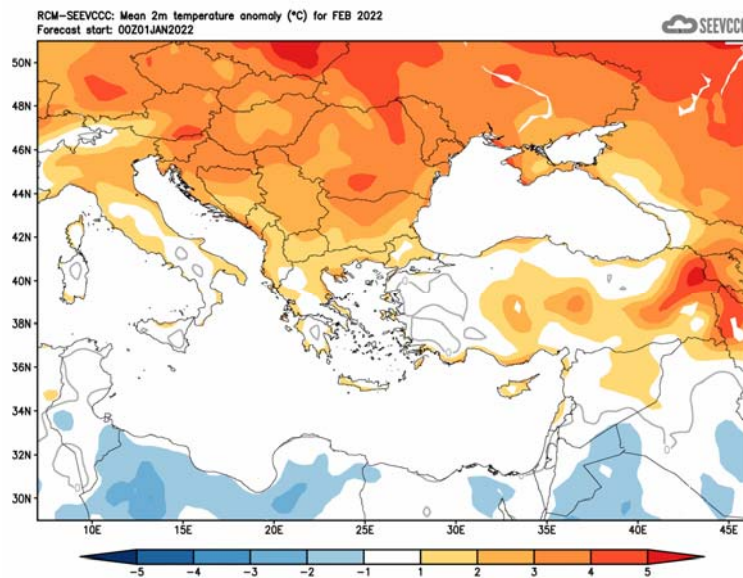 RCM-SEEVCCC: Mean 2m temperature anomaly (°C) for FEB 2022
Forecast start: 00Z01JAN2022
SEEVCCC
50N
48N
46N
44N
42N
40N
38N
36N
34N
32N
30N
10E 15E 20E 25E 30E 35E 40E 45E
-5 -4 -3 -2 -1 1 2 3 4 5